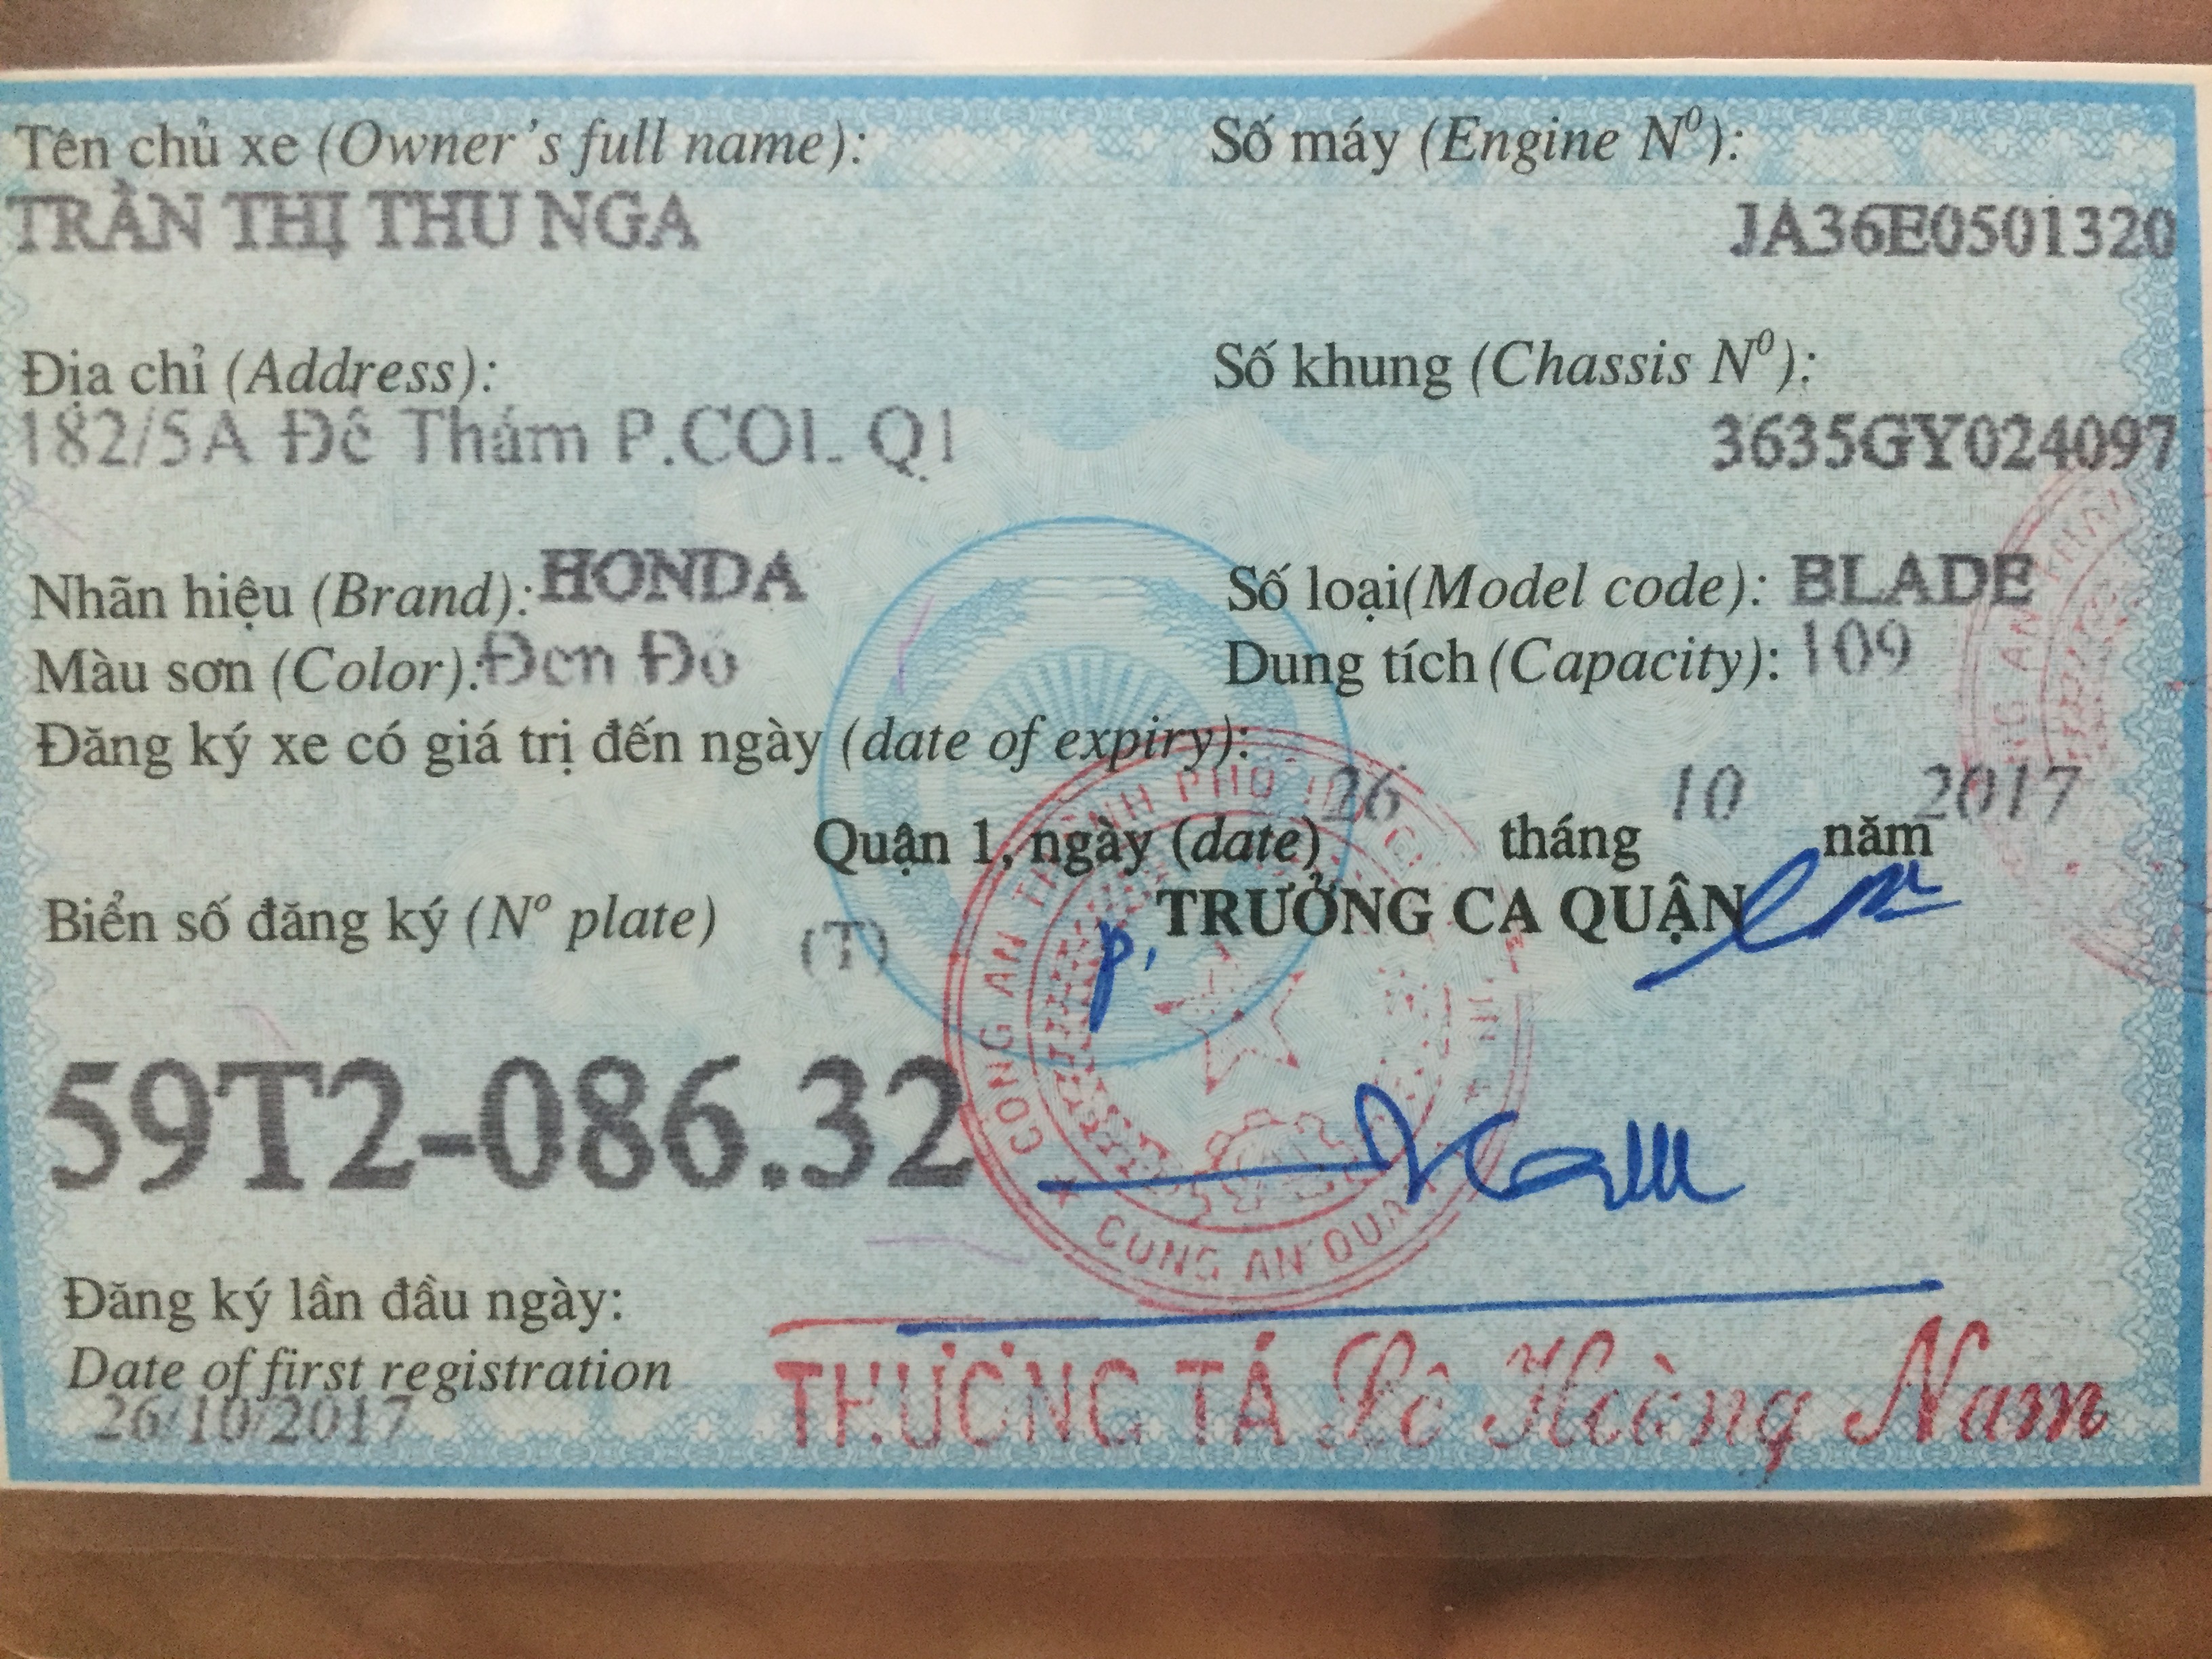 Tên chủ xe (Owner's full name):
TRẦN THỊ THU NGA
Số máy (Engine Nº):
JA36E0501320
Địa chỉ (Address):
182/5A Đề Thám P.COL Q1
Số khung (Chassis Nº):
3635GY024097
Nhãn hiệu (Brand): HONDA
Số loại(Model code): BLADE
Màu sơn (Color): Đen Đỏ
Dung tích (Capacity): 109
Đăng ký xe có giá trị đến ngày (date of expiry):
Quận 1, ngày (date) 26 tháng 10 năm 2017
Biển số đăng ký (Nº plate) (T)
p. TRƯỞNG CA QUẬN
59T2-086.32
CÔNG AN THÀNH PHỐ
CÔNG AN QUẬN
Đăng ký lần đầu ngày:
Date of first registration
26/10/2017
THƯỢNG TÁ Lê Hoàng Nam